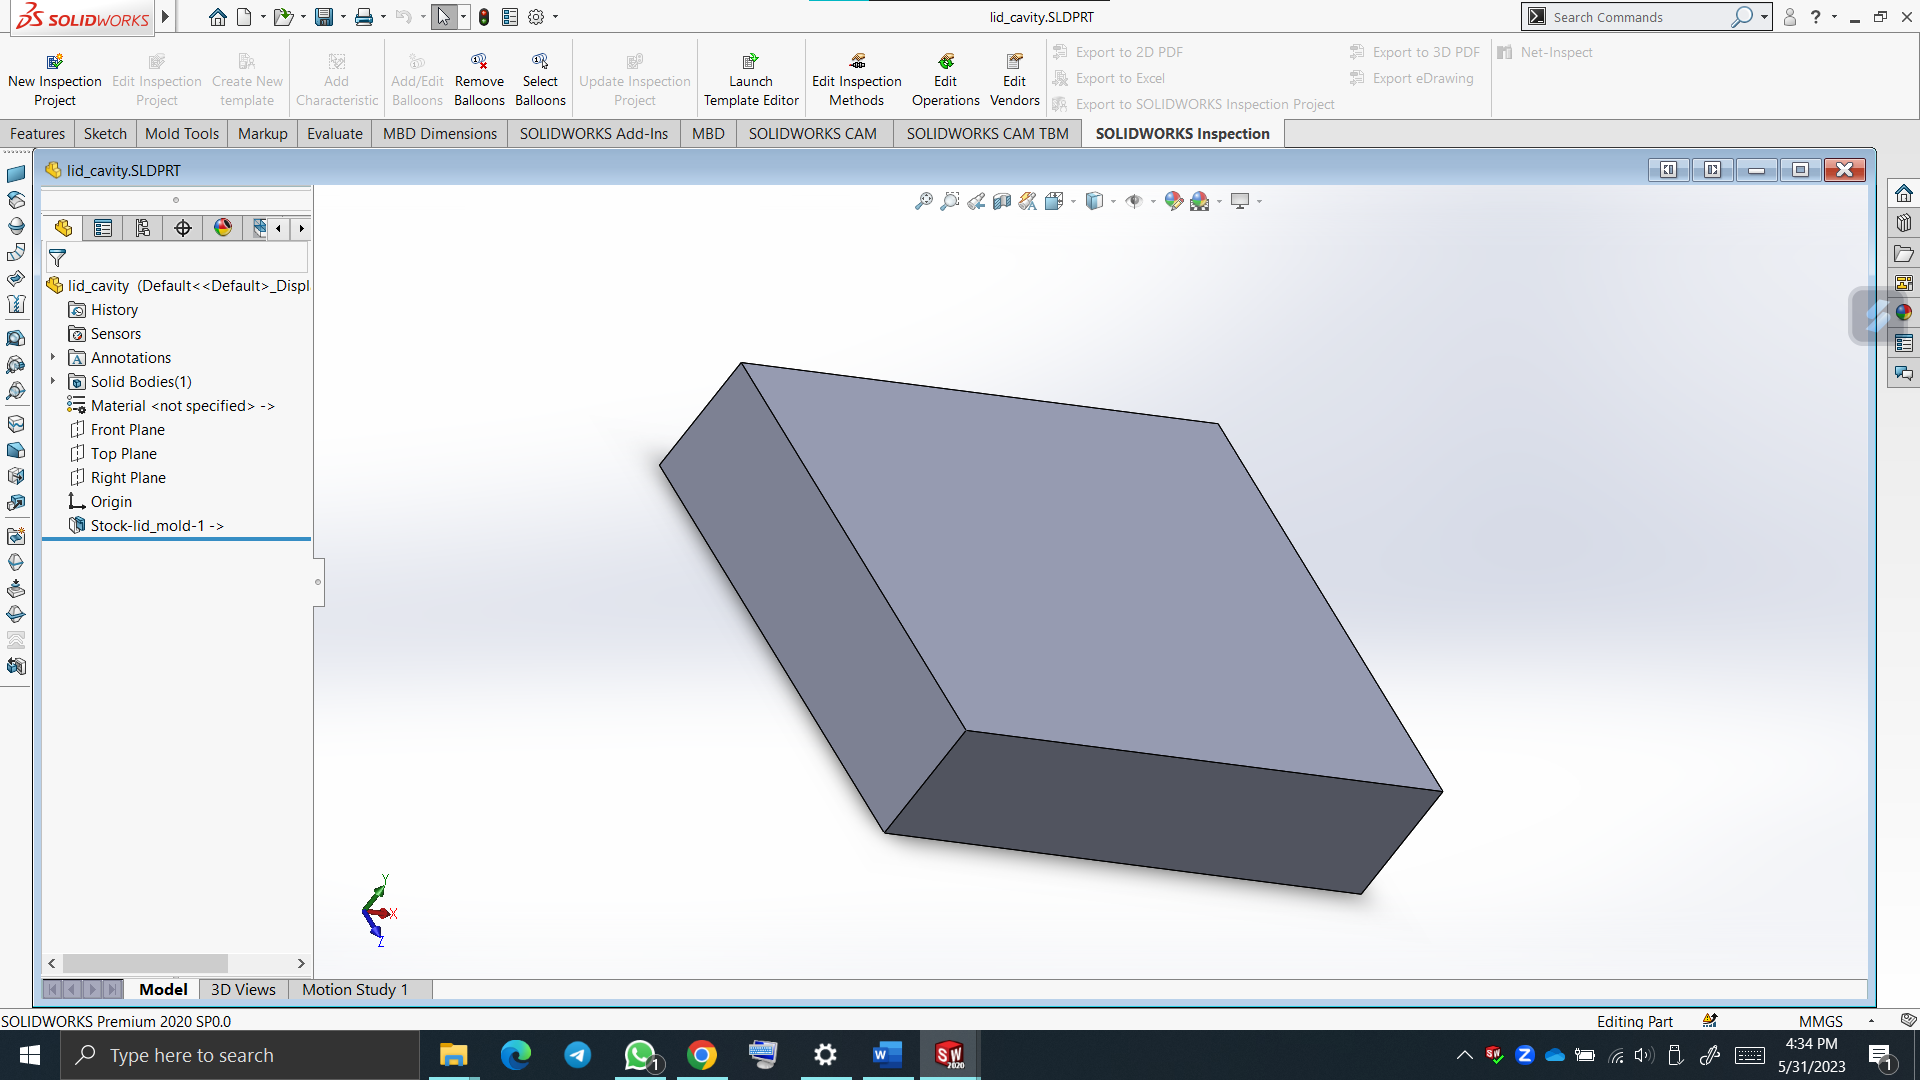 SOLIDWORKS
lid_cavity.SLDPRT
Search Commands
?
New Inspection Project
Edit Inspection Project
Create New template
Add Characteristic
Add/Edit Balloons
Remove Balloons
Select Balloons
Update Inspection Project
Launch Template Editor
Edit Inspection Methods
Edit Operations
Edit Vendors
Export to 2D PDF
Export to Excel
Export to SOLIDWORKS Inspection Project
Export to 3D PDF
Export eDrawing
Net-Inspect
Features
Sketch
Mold Tools
Markup
Evaluate
MBD Dimensions
SOLIDWORKS Add-Ins
MBD
SOLIDWORKS CAM
SOLIDWORKS CAM TBM
SOLIDWORKS Inspection
lid_cavity.SLDPRT
lid_cavity (Default<<Default>_Displ
History
Sensors
Annotations
Solid Bodies(1)
Material <not specified> ->
Front Plane
Top Plane
Right Plane
Origin
Stock-lid_mold-1 ->
Y
X
Z
Model
3D Views
Motion Study 1
SOLIDWORKS Premium 2020 SP0.0
Editing Part
MMGS
Type here to search
1
SW
2020
4:34 PM
5/31/2023
1